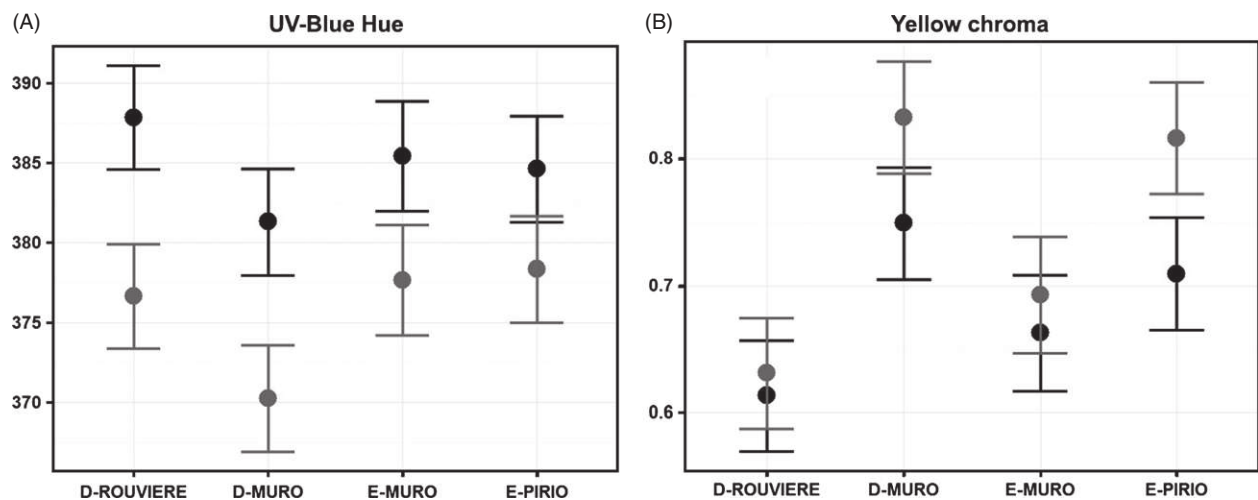 (A)
UV-Blue Hue
390
385
380
375
370
D-ROUVIERE D-MURO E-MURO E-PIRIO
(B)
Yellow chroma
0.8
0.7
0.6
D-ROUVIERE D-MURO E-MURO E-PIRIO